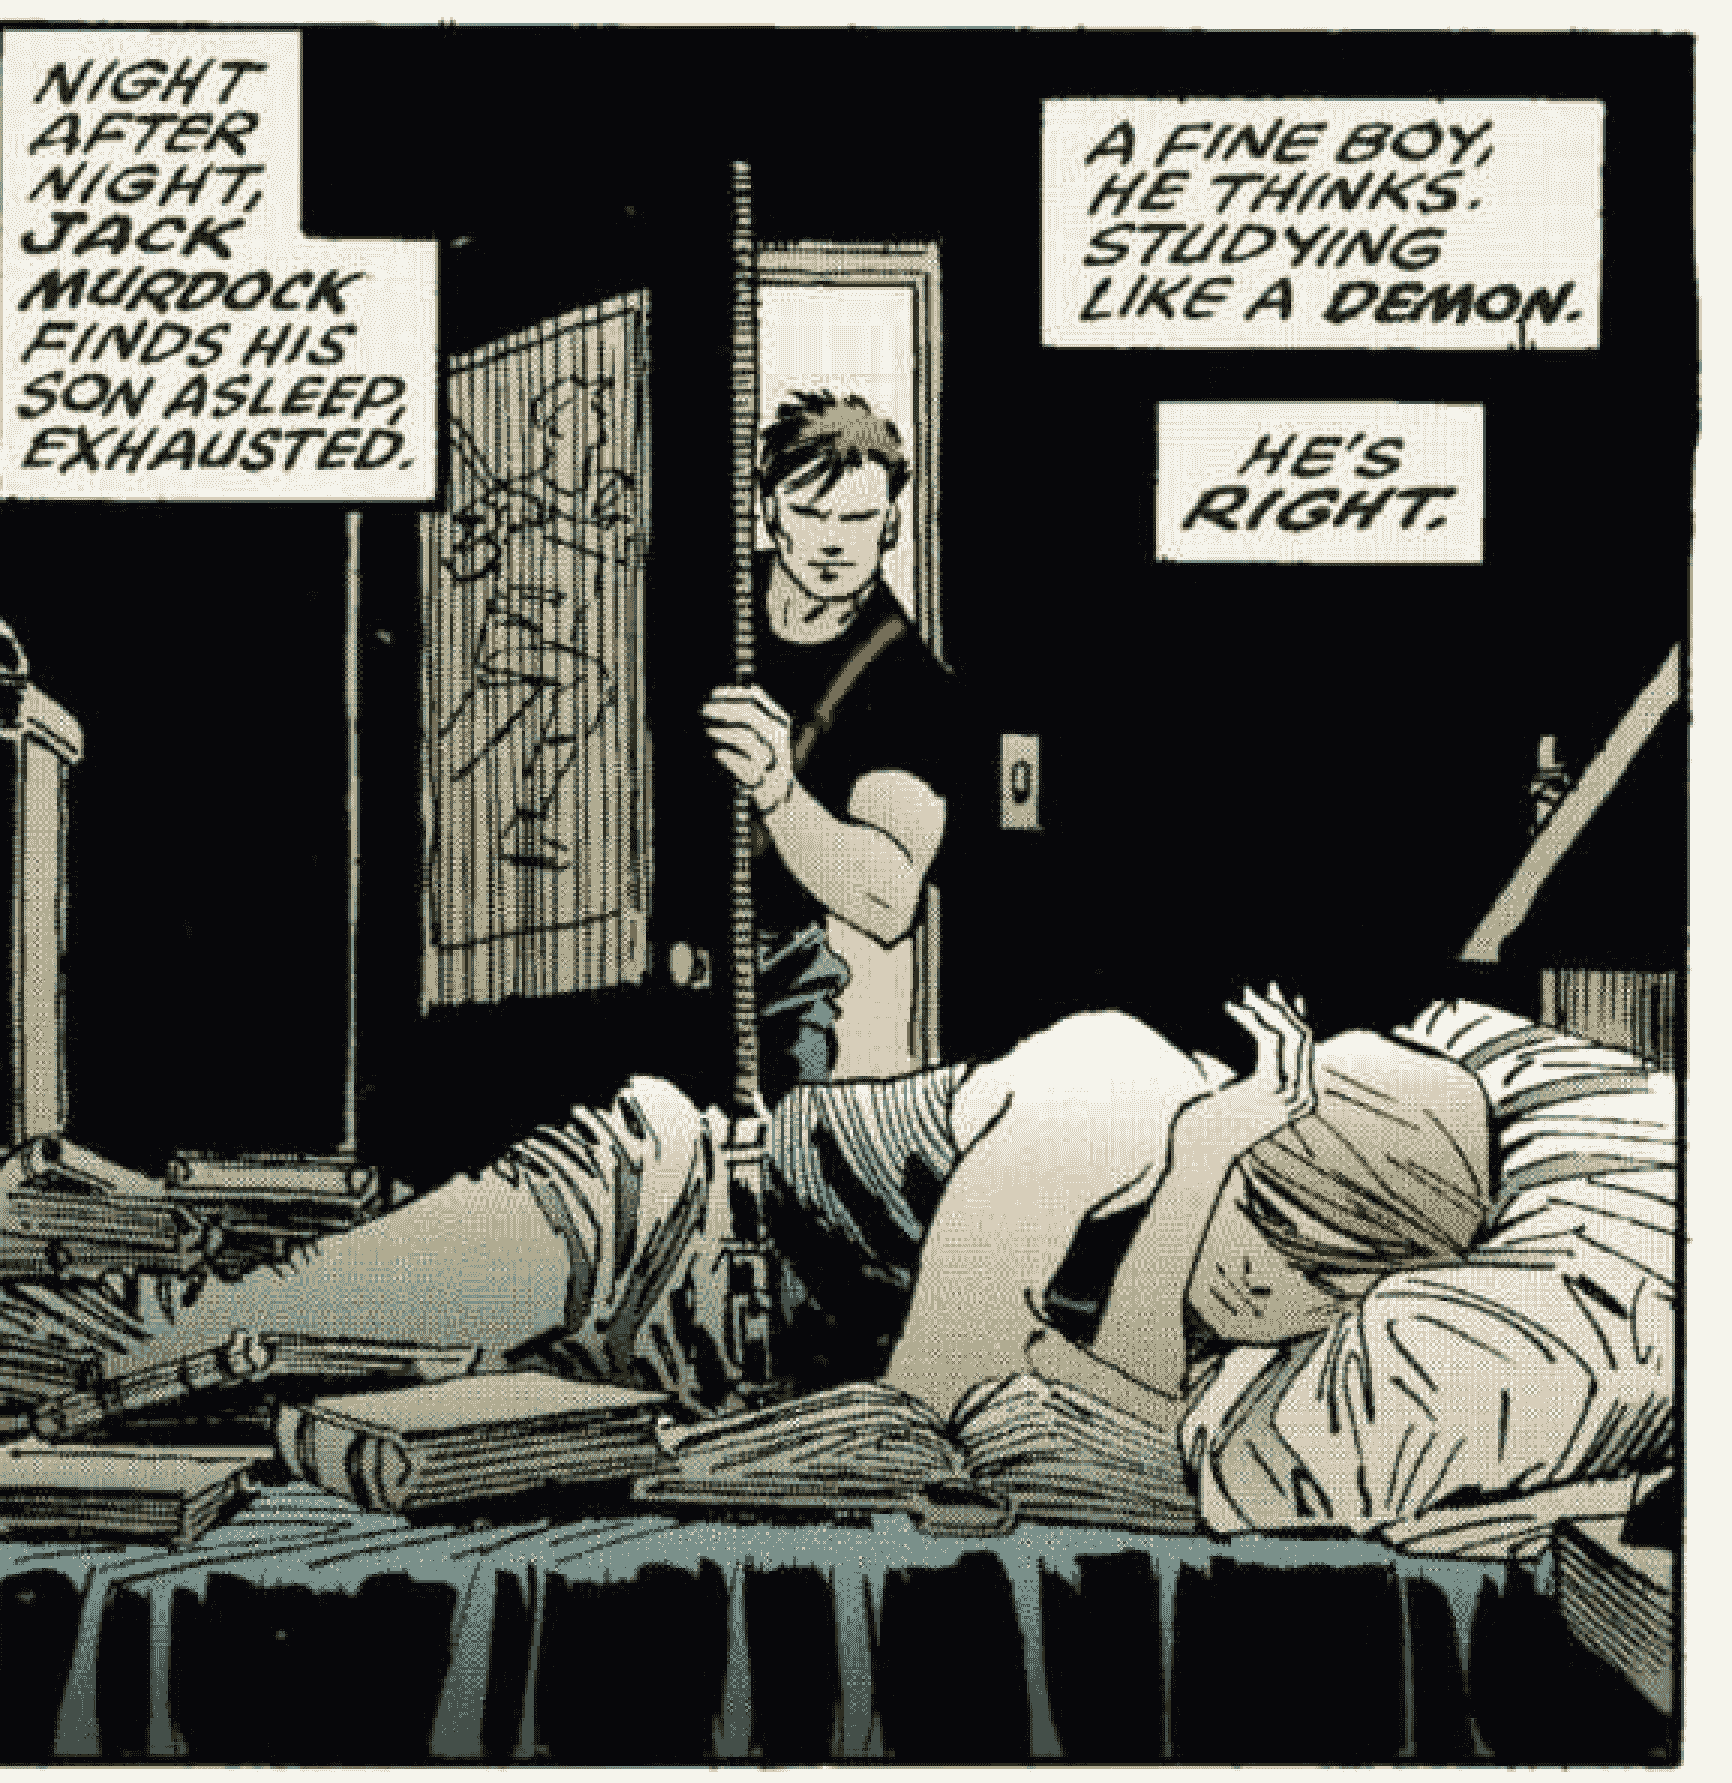 NIGHT
AFTER
NIGHT,
JACK
MURDOCK
FINDS HIS
SON ASLEEP,
EXHAUSTED.
A FINE BOY,
HE THINKS.
STUDYING
LIKE A DEMON.
HE'S
RIGHT.